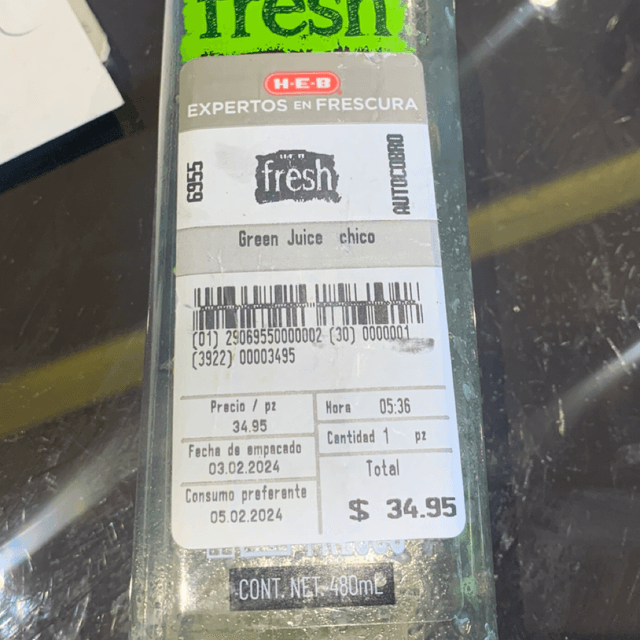 fresh
H-E-B
EXPERTOS EN FRESCURA
6955
fresh
AUTOCOBRO
Green Juice chico
(01) 29069550000002 (30) 0000001
(3922) 00003495
Precio / pz
34.95
Hora 05:36
Cantidad 1 pz
Fecha de empacado
03.02.2024
Total
Consumo preferente
05.02.2024
$ 34.95
CONT. NET. 480mL